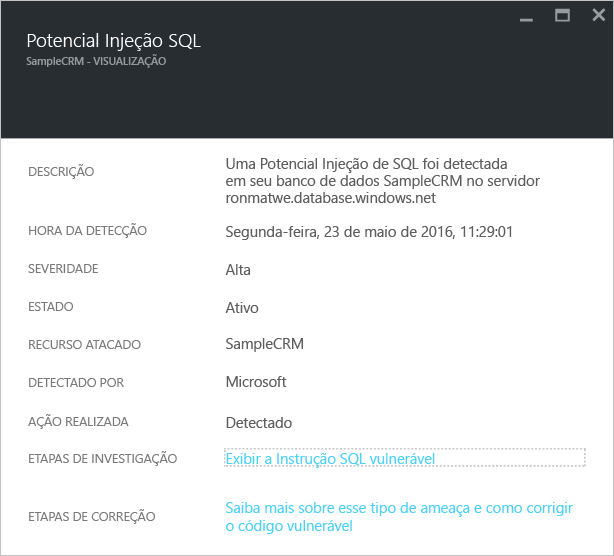 Potencial Injeção SQL
SampleCRM - VISUALIZAÇÃO
DESCRIÇÃO
Uma Potencial Injeção de SQL foi detectada
em seu banco de dados SampleCRM no servidor
ronmatwe.database.windows.net
HORA DA DETECÇÃO
Segunda-feira, 23 de maio de 2016, 11:29:01
SEVERIDADE
Alta
ESTADO
Ativo
RECURSO ATACADO
SampleCRM
DETECTADO POR
Microsoft
AÇÃO REALIZADA
Detectado
ETAPAS DE INVESTIGAÇÃO
Exibir a Instrução SQL vulnerável
ETAPAS DE CORREÇÃO
Saiba mais sobre esse tipo de ameaça e como corrigir
o código vulnerável